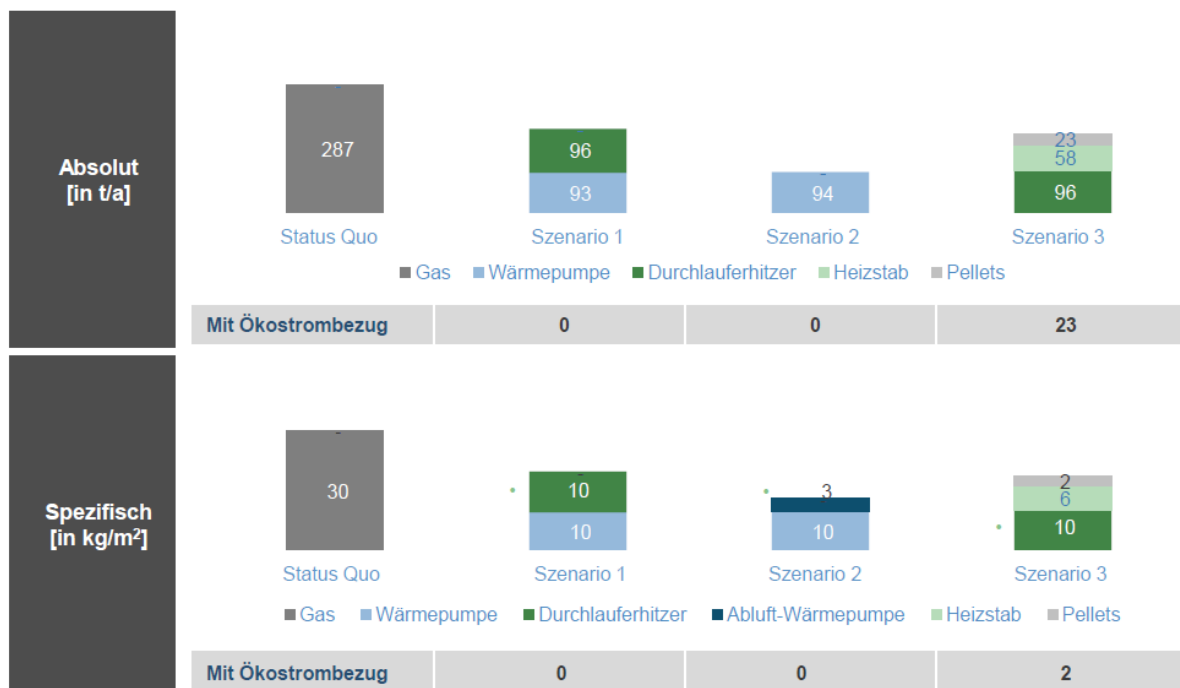 Absolut
[in t/a]
287
96
93
94
23
58
96
Status Quo
Szenario 1
Szenario 2
Szenario 3
Gas
Wärmepumpe
Durchlauferhitzer
Heizstab
Pellets
Mit Ökostrombezug
0
0
23
Spezifisch
[in kg/m²]
30
10
10
3
10
2
6
10
Status Quo
Szenario 1
Szenario 2
Szenario 3
Gas
Wärmepumpe
Durchlauferhitzer
Abluft-Wärmepumpe
Heizstab
Pellets
Mit Ökostrombezug
0
0
2